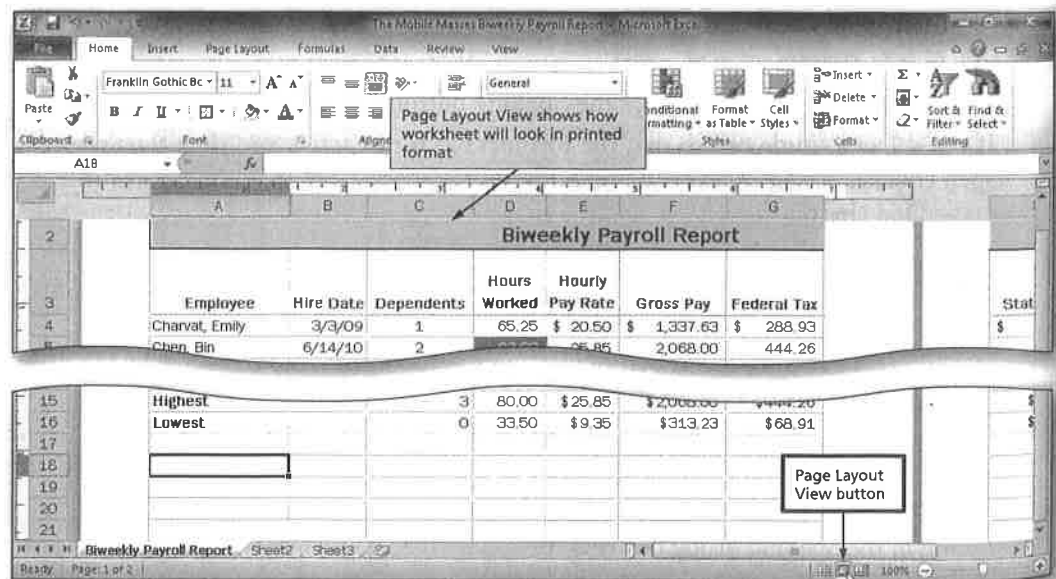 The Mobile Masses Biweekly Payroll Report - Microsoft Excel
File Home Insert Page Layout Formulas Data Review View
Paste
Franklin Gothic Bc 11 A A
B I U A
General
Conditional Formatting Format as Table Cell Styles
Insert
Delete
Format
Σ
Sort & Filter Find & Select
Clipboard Font Styles Cells Editing
Page Layout View shows how
worksheet will look in printed
format
A18 fx
A B C D E F G
2 Biweekly Payroll Report
Hours Hourly
3 Employee Hire Date Dependents Worked Pay Rate Gross Pay Federal Tax Stat
4 Charvat, Emily 3/3/09 1 65.25 $ 20.50 $ 1,337.63 $ 288.93 $
5 Chen, Bin 6/14/10 2 2,068.00 444.26
15 Highest 3 80.00 $25.85
16 Lowest 0 33.50 $9.35 $313.23 $68.91 $
17
18
19
20
21
Page Layout
View button
Biweekly Payroll Report Sheet2 Sheet3
Ready Page: 1 of 2 100%